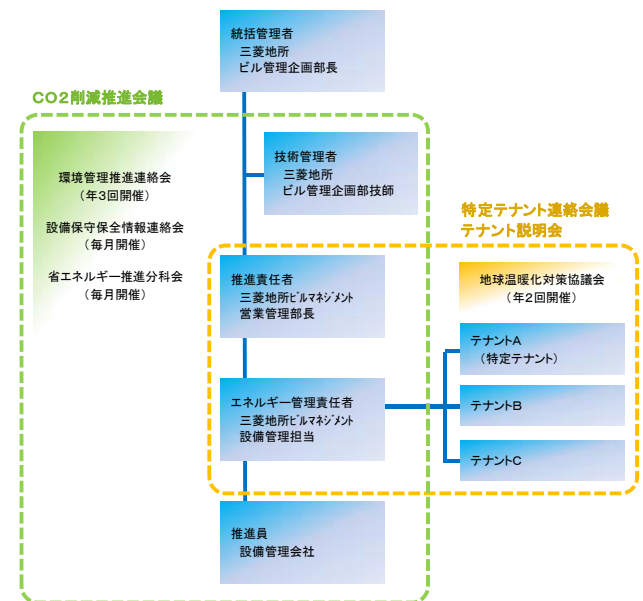 統括管理者
三菱地所
ビル管理企画部長
CO2削減推進会議
環境管理推進連絡会
(年3回開催)
設備保守保全情報連絡会
(毎月開催)
省エネルギー推進分科会
(毎月開催)
技術管理者
三菱地所
ビル管理企画部技師
特定テナント連絡会議
テナント説明会
推進責任者
三菱地所ビルマネジメント
営業管理部長
地球温暖化対策協議会
(年2回開催)
テナントA
(特定テナント)
エネルギー管理責任者
三菱地所ビルマネジメント
設備管理担当
テナントB
テナントC
推進員
設備管理会社